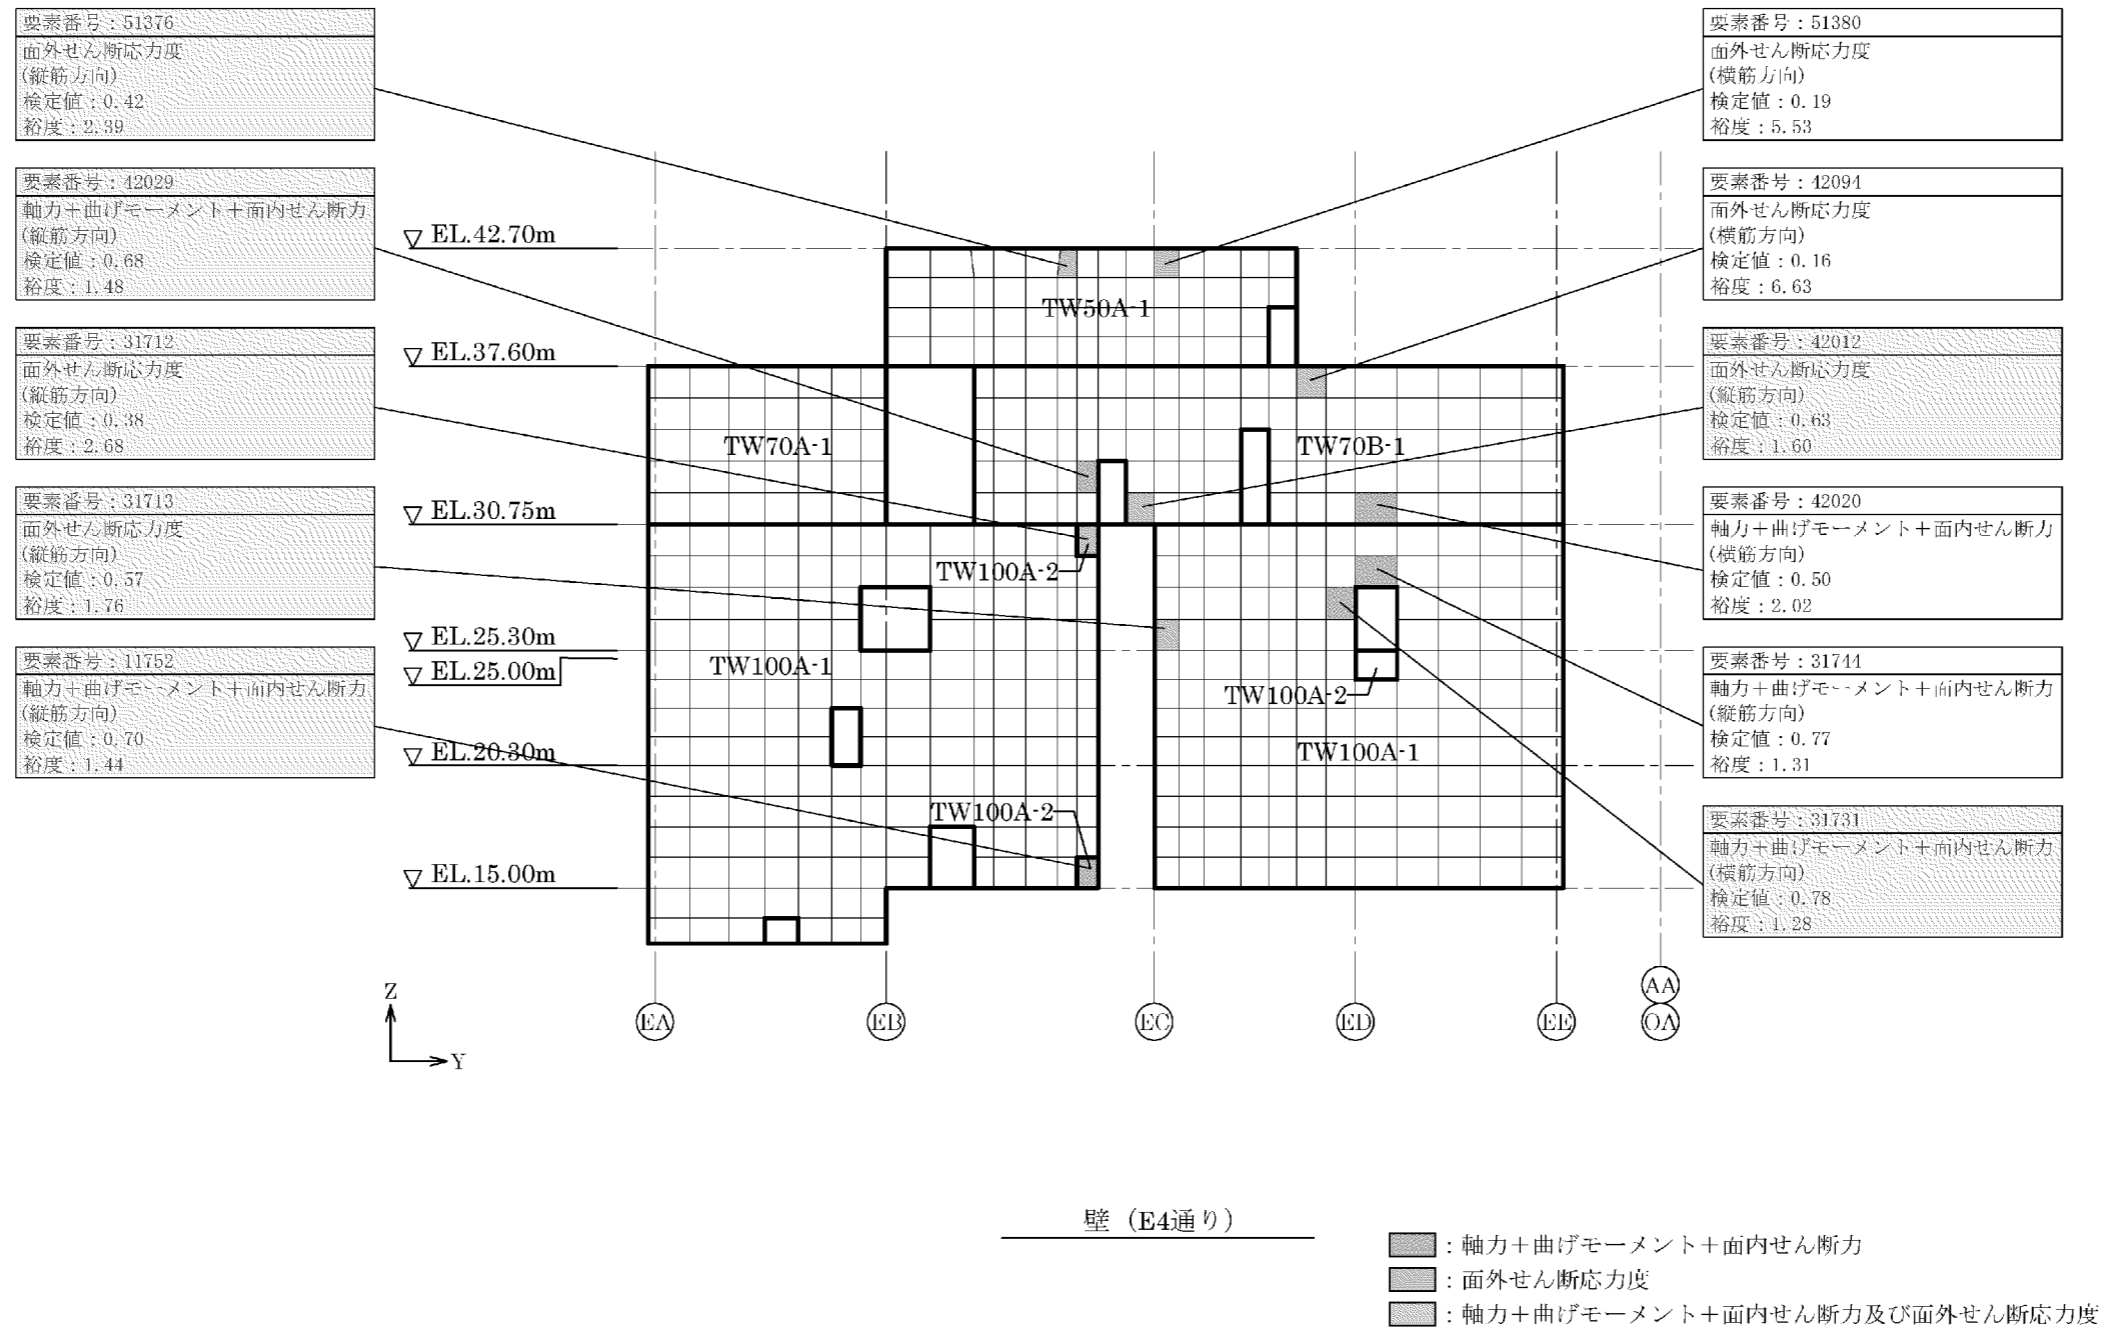 要素番号：51376
面外せん断応力度
(縦筋方向)
検定値：0.42
裕度：2.39
要素番号：42029
軸力＋曲げモーメント＋面内せん断力
(縦筋方向)
検定値：0.68
裕度：1.48
要素番号：31712
面外せん断応力度
(縦筋方向)
検定値：0.38
裕度：2.68
要素番号：31713
面外せん断応力度
(縦筋方向)
検定値：0.57
裕度：1.76
要素番号：11752
軸力＋曲げモーメント＋面内せん断力
(縦筋方向)
検定値：0.70
裕度：1.44
▽ EL.42.70m
▽ EL.37.60m
▽ EL.30.75m
▽ EL.25.30m
▽ EL.25.00m
▽ EL.20.30m
▽ EL.15.00m
TW50A-1
TW70A-1
TW70B-1
TW100A-2
TW100A-1
TW100A-2
TW100A-1
TW100A-2
要素番号：51380
面外せん断応力度
(横筋方向)
検定値：0.19
裕度：5.53
要素番号：42094
面外せん断応力度
(横筋方向)
検定値：0.16
裕度：6.63
要素番号：42012
面外せん断応力度
(縦筋方向)
検定値：0.63
裕度：1.60
要素番号：42020
軸力＋曲げモーメント＋面内せん断力
(横筋方向)
検定値：0.50
裕度：2.02
要素番号：31744
軸力＋曲げモーメント＋面内せん断力
(縦筋方向)
検定値：0.77
裕度：1.31
要素番号：31731
軸力＋曲げモーメント＋面内せん断力
(横筋方向)
検定値：0.78
裕度：1.28
EA
EB
EC
ED
EE
AA
OA
Z
Y
壁（E4通り）
：軸力＋曲げモーメント＋面内せん断力
：面外せん断応力度
：軸力＋曲げモーメント＋面内せん断力及び面外せん断応力度